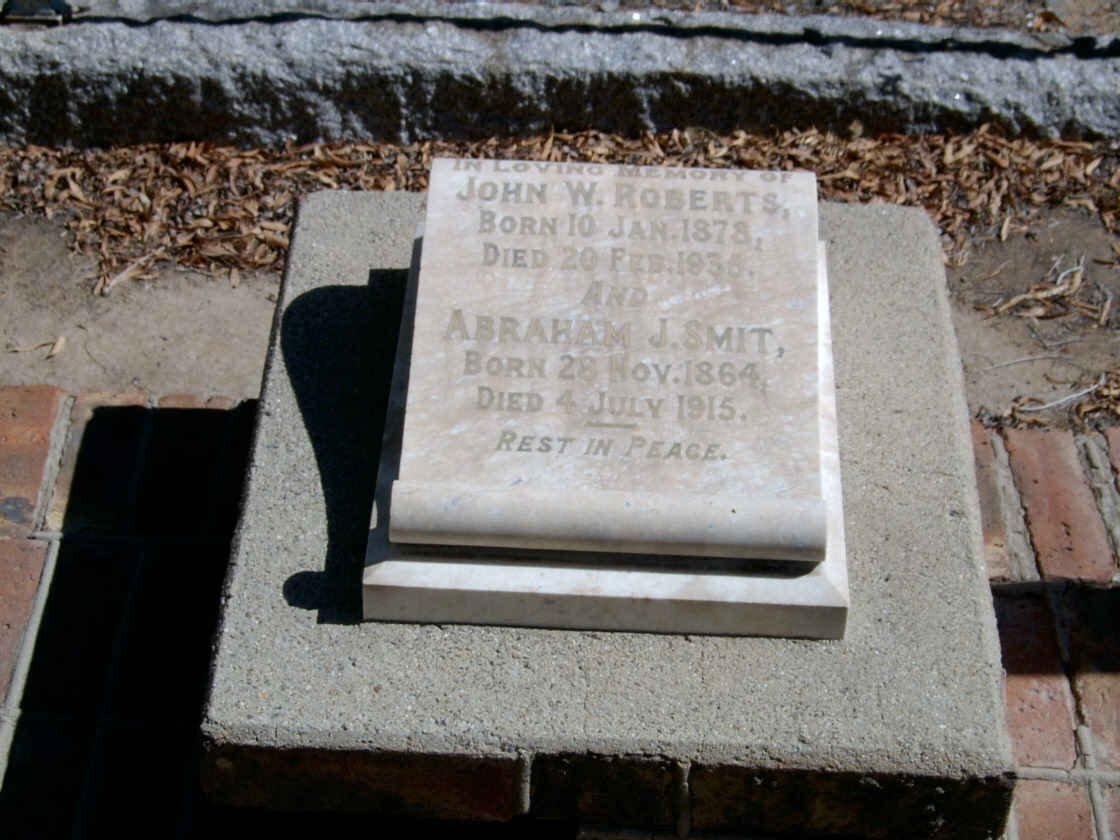 In Loving Memory of
John W. Roberts,
Born 10 Jan. 1878,
Died 20 Feb.
And
Abraham J. Smit,
Born 28 Nov. 1864,
Died 4 July 1915.
Rest in Peace.